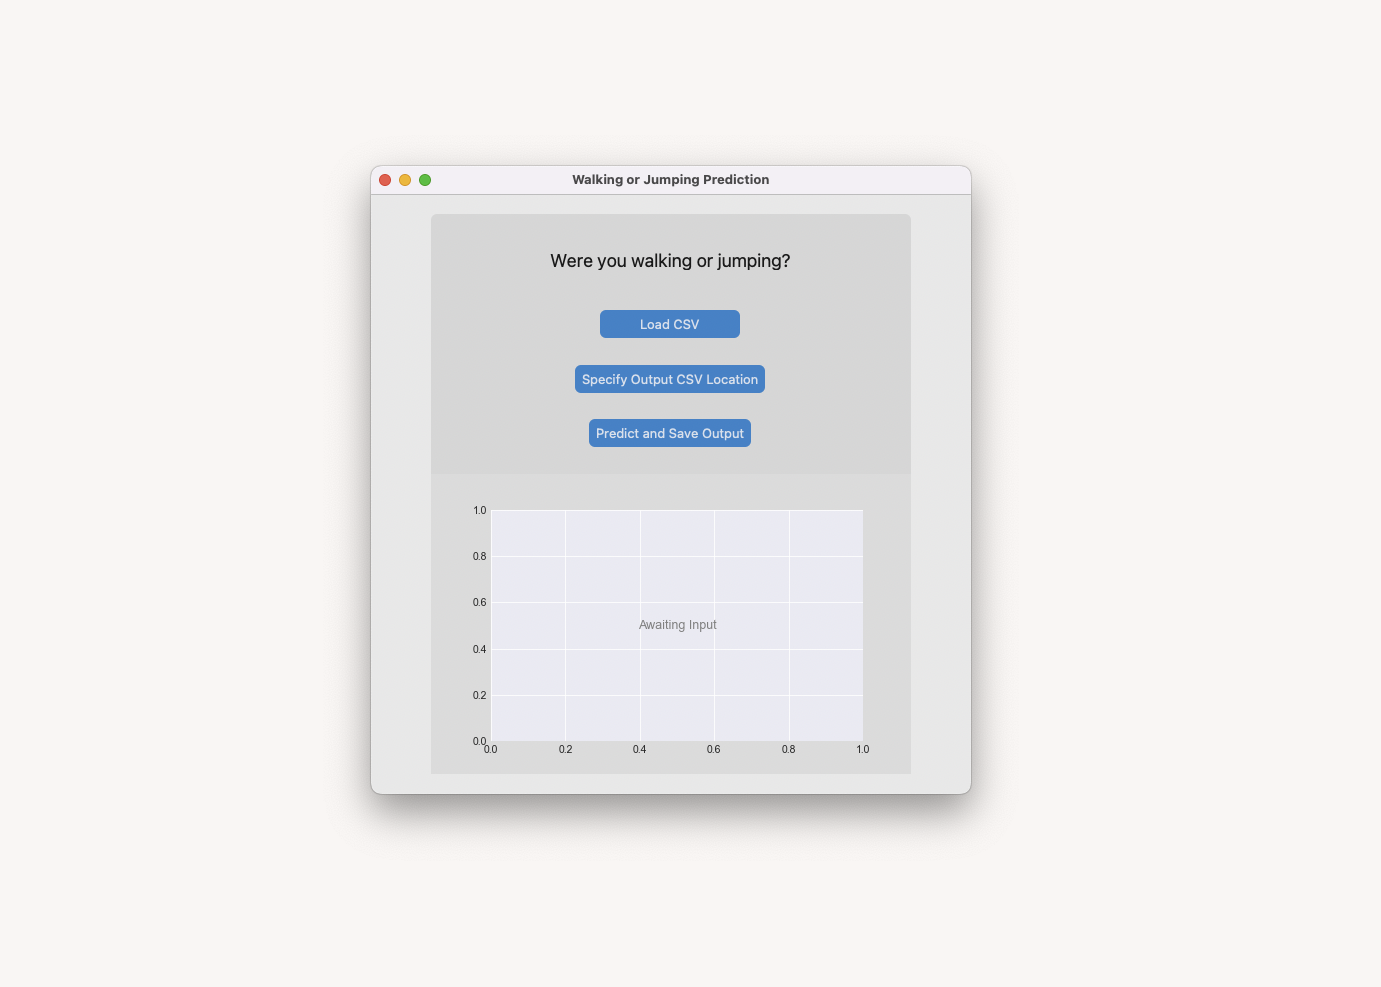 Walking or Jumping Prediction
Were you walking or jumping?
Load CSV
Specify Output CSV Location
Predict and Save Output
1.0
0.8
0.6
Awaiting Input
0.4
0.2
0.0
0.0 0.2 0.4 0.6 0.8 1.0